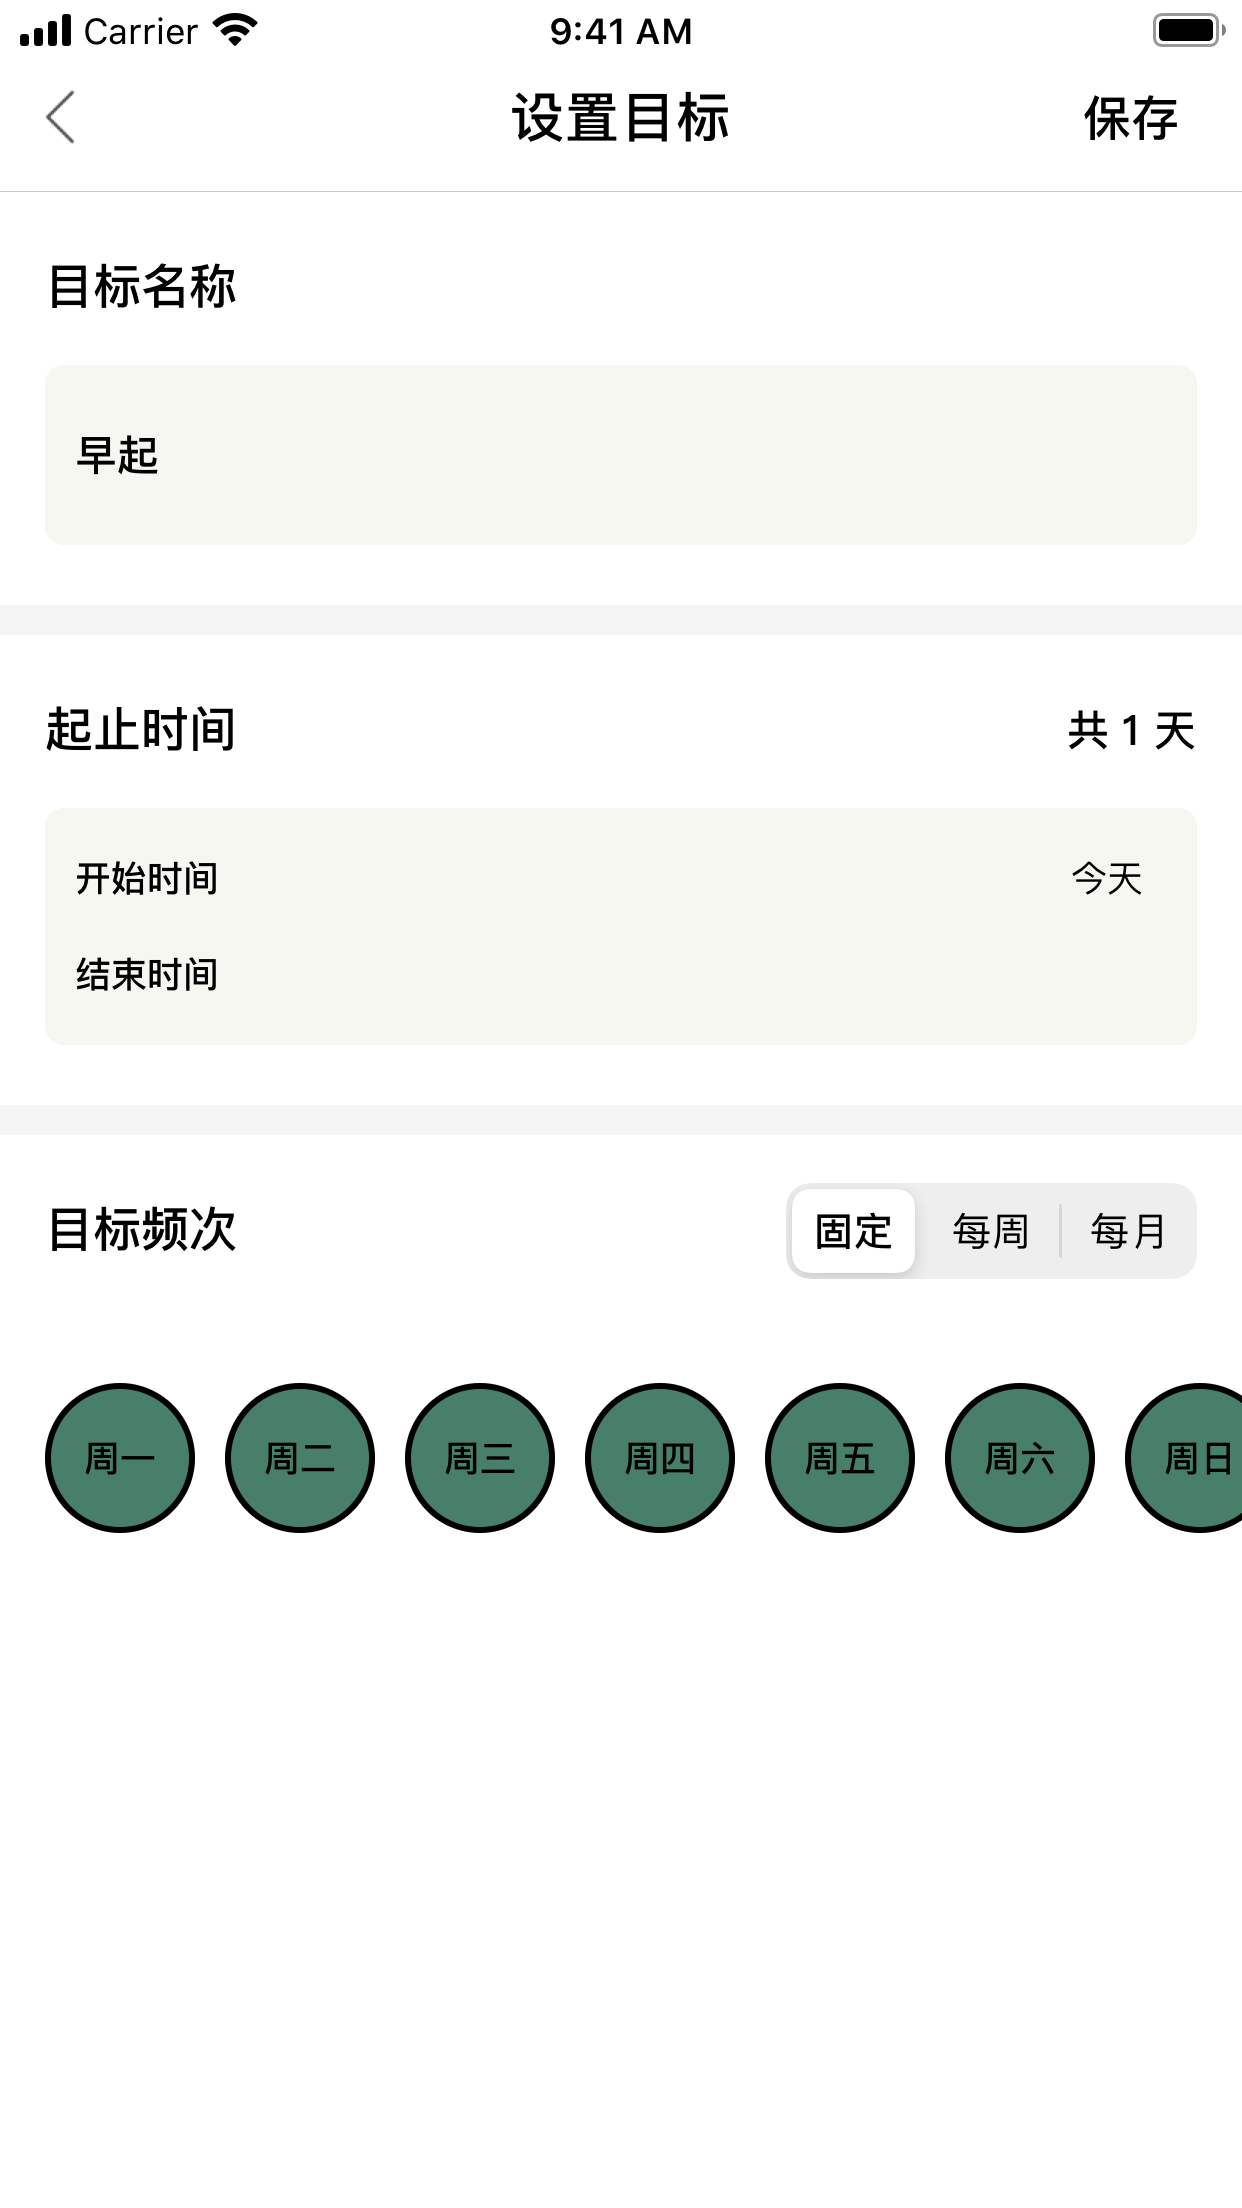 Carrier 9:41 AM
设置目标 保存
目标名称
早起
起止时间 共 1 天
开始时间 今天
结束时间
目标频次 固定 每周 每月
周一 周二 周三 周四 周五 周六 周日